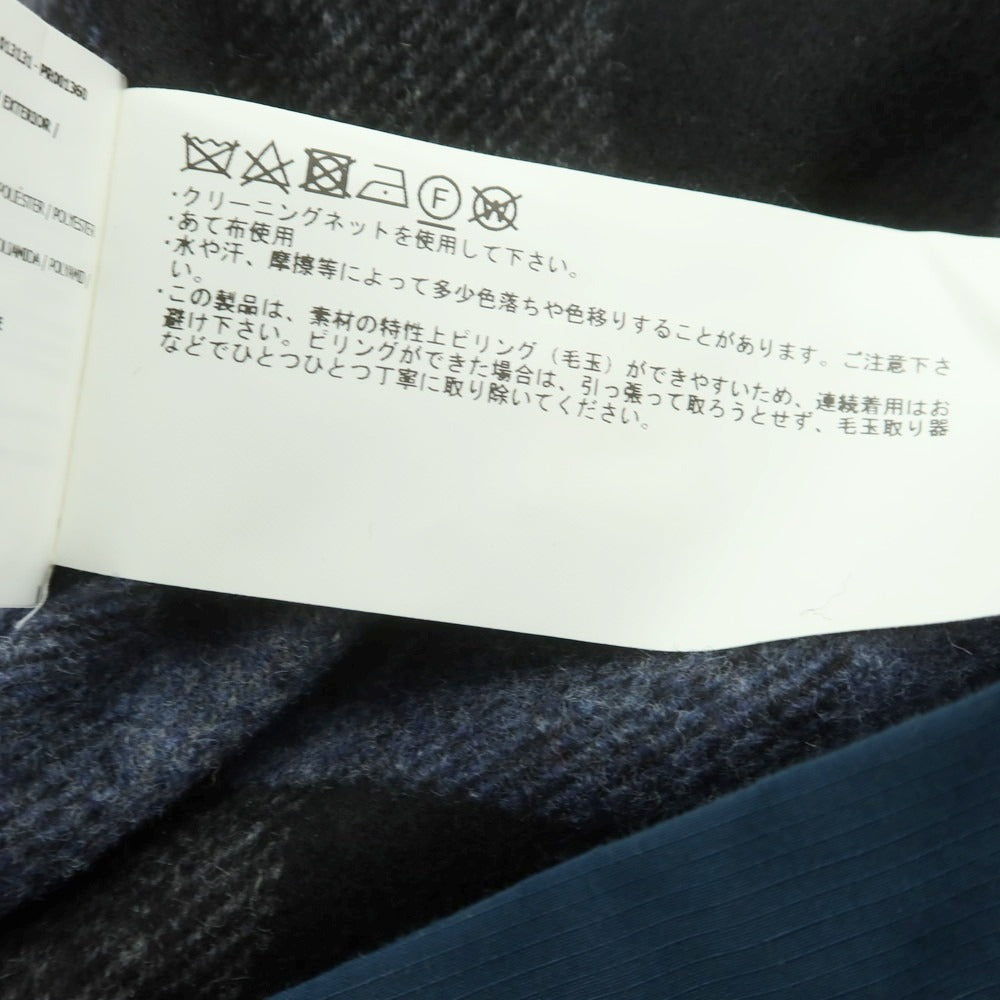 013131 - PR001360
EXTERIOR /
POLIÉSTER / POLYESTER
POLIAMIDA / POLYAMID /
F W
・クリーニングネットを使用して下さい。
・あて布使用
・水や汗、摩擦等によって多少色落ちや色移りすることがあります。ご注意下さ
い。
・この製品は、素材の特性上ピリング（毛玉）ができやすいため、連続着用はお
避け下さい。ピリングができた場合は、引っ張って取ろうとせず、毛玉取り器
などでひとつひとつ丁寧に取り除いてください。